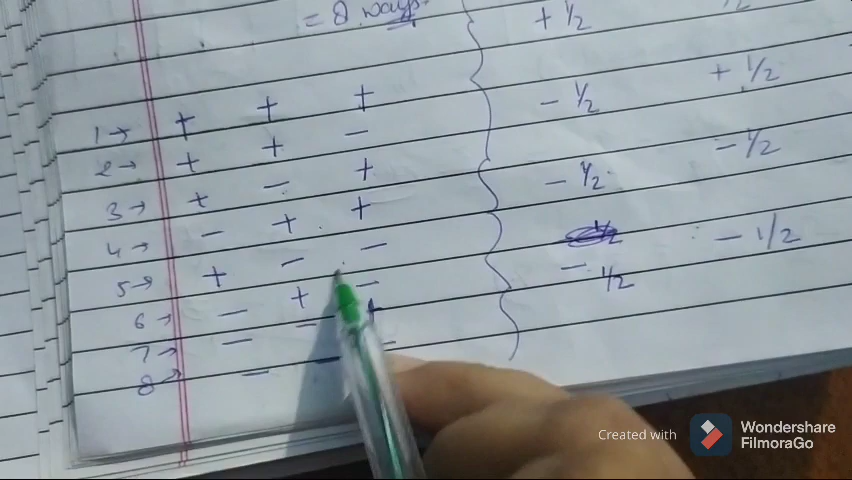 = 8 ways
+ 1/2
1→ + + +
- 1/2 + 1/2
2→ + + -
3→ + - +
- 1/2 - 1/2
4→ - + +
5→ + - -
- 1/2 - 1/2
6→ - + -
7→ - - +
8→ - - -
Created with Wondershare FilmoraGo